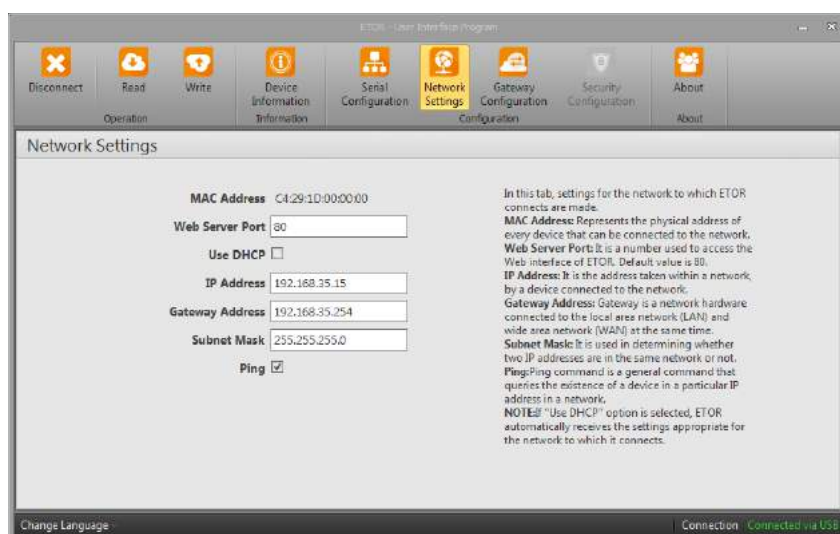 ETOR - User Interface Program
Disconnect
Read
Write
Device
Information
Serial
Configuration
Network
Settings
Gateway
Configuration
Security
Configuration
About
Operation
Information
Configuration
About
Network Settings
MAC Address C4:29:1D:00:00:00
Web Server Port 80
Use DHCP
IP Address 192.168.35.15
Gateway Address 192.168.35.254
Subnet Mask 255.255.255.0
Ping
In this tab, settings for the network to which ETOR
connects are made.
MAC Address: Represents the physical address of
every device that can be connected to the network.
Web Server Port: It is a number used to access the
Web interface of ETOR. Default value is 80.
IP Address: It is the address taken within a network,
by a device connected to the network.
Gateway Address: Gateway is a network hardware
connected to the local area network (LAN) and
wide area network (WAN) at the same time.
Subnet Mask: It is used in determining whether
two IP addresses are in the same network or not.
Ping:Ping command is a general command that
queries the existence of a device in a particular IP
address in a network.
NOTE:If "Use DHCP" option is selected, ETOR
automatically receives the settings appropriate for
the network to which it connects.
Change Language
Connection Connected via USB